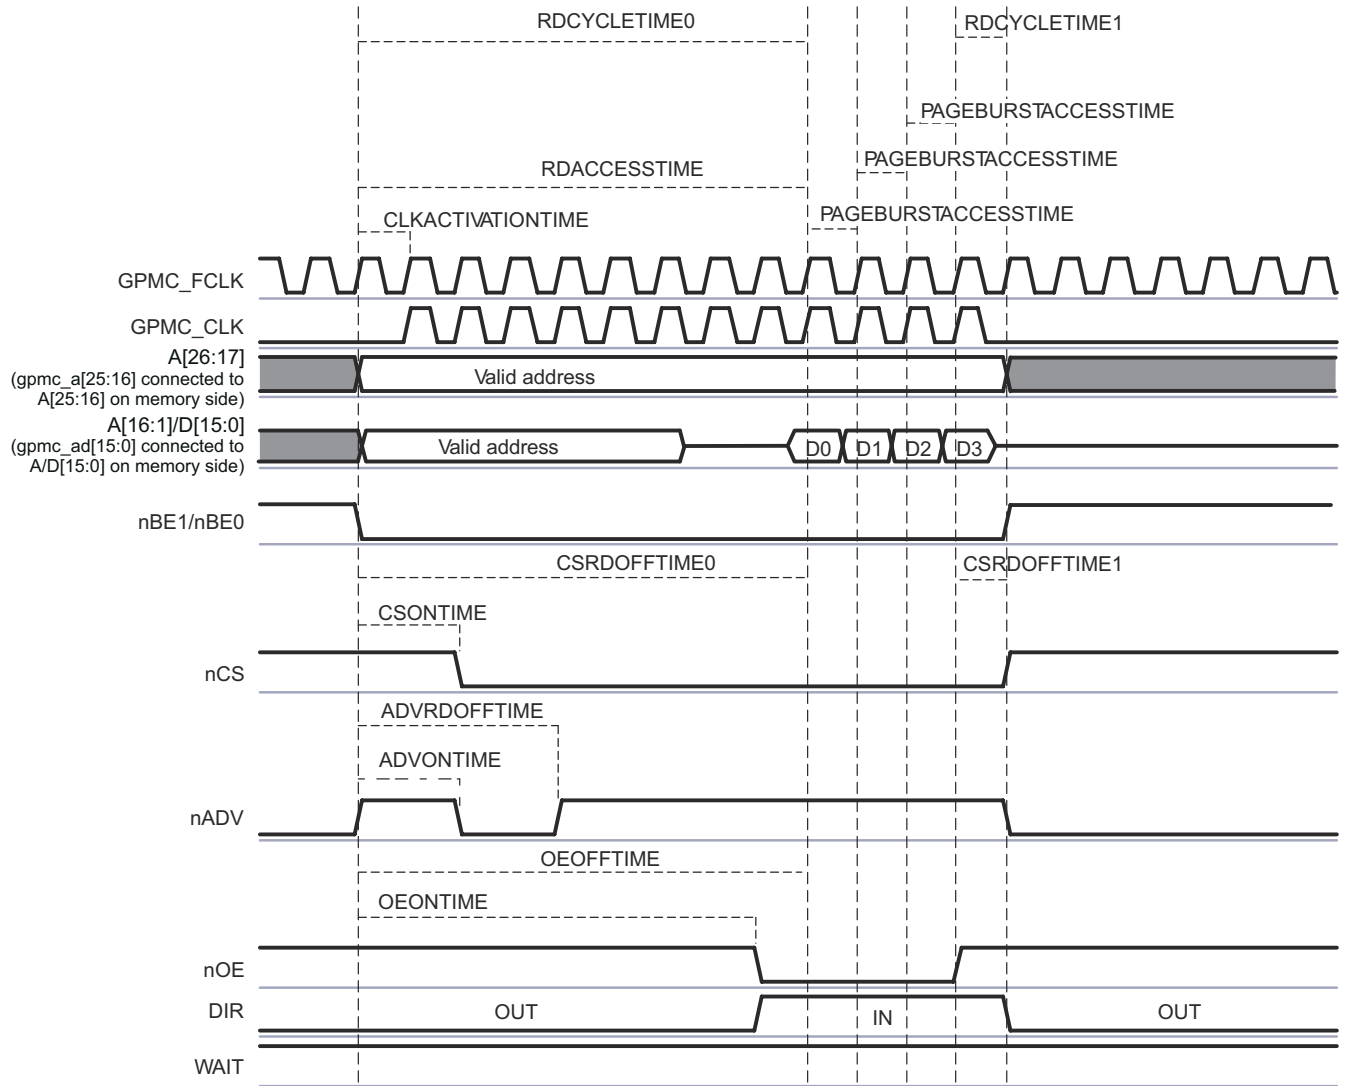 RDCYCLETIME0
RDCYCLETIME1
PAGEBURSTACCESSTIME
PAGEBURSTACCESSTIME
RDACCESSTIME
PAGEBURSTACCESSTIME
CLKACTIVATIONTIME
GPMC_FCLK
GPMC_CLK
A[26:17]
(gpmc_a[25:16] connected to
A[25:16] on memory side)
Valid address
A[16:1]/D[15:0]
(gpmc_ad[15:0] connected to
A/D[15:0] on memory side)
Valid address
D0
D1
D2
D3
nBE1/nBE0
CSRDOFFTIME0
CSRDOFFTIME1
CSONTIME
nCS
ADVRDOFFTIME
ADVONTIME
nADV
OEOFFTIME
OEONTIME
nOE
DIR
OUT
IN
OUT
WAIT